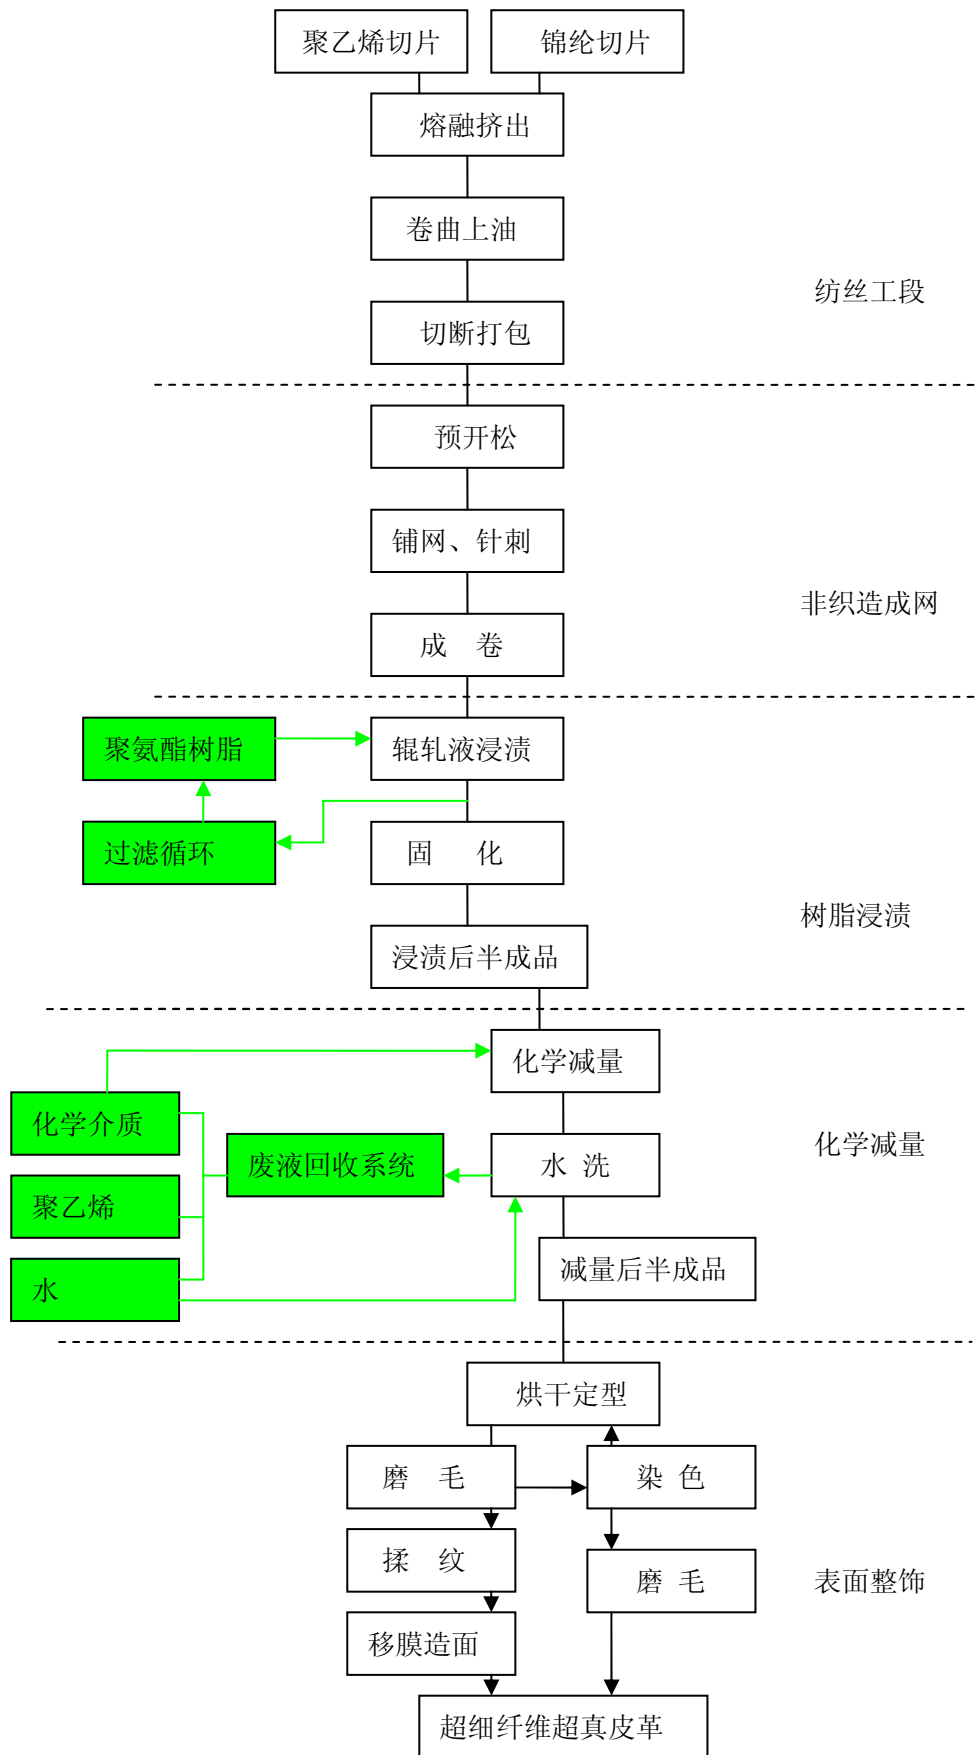 聚乙烯切片
锦纶切片
熔融挤出
卷曲上油
纺丝工段
切断打包
预开松
铺网、针刺
非织造成网
成 卷
聚氨酯树脂
辊轧液浸渍
过滤循环
固 化
树脂浸渍
浸渍后半成品
化学减量
化学介质
化学减量
废液回收系统
水 洗
聚乙烯
减量后半成品
水
烘干定型
磨 毛
染 色
揉 纹
磨 毛
表面整饰
移膜造面
超细纤维超真皮革